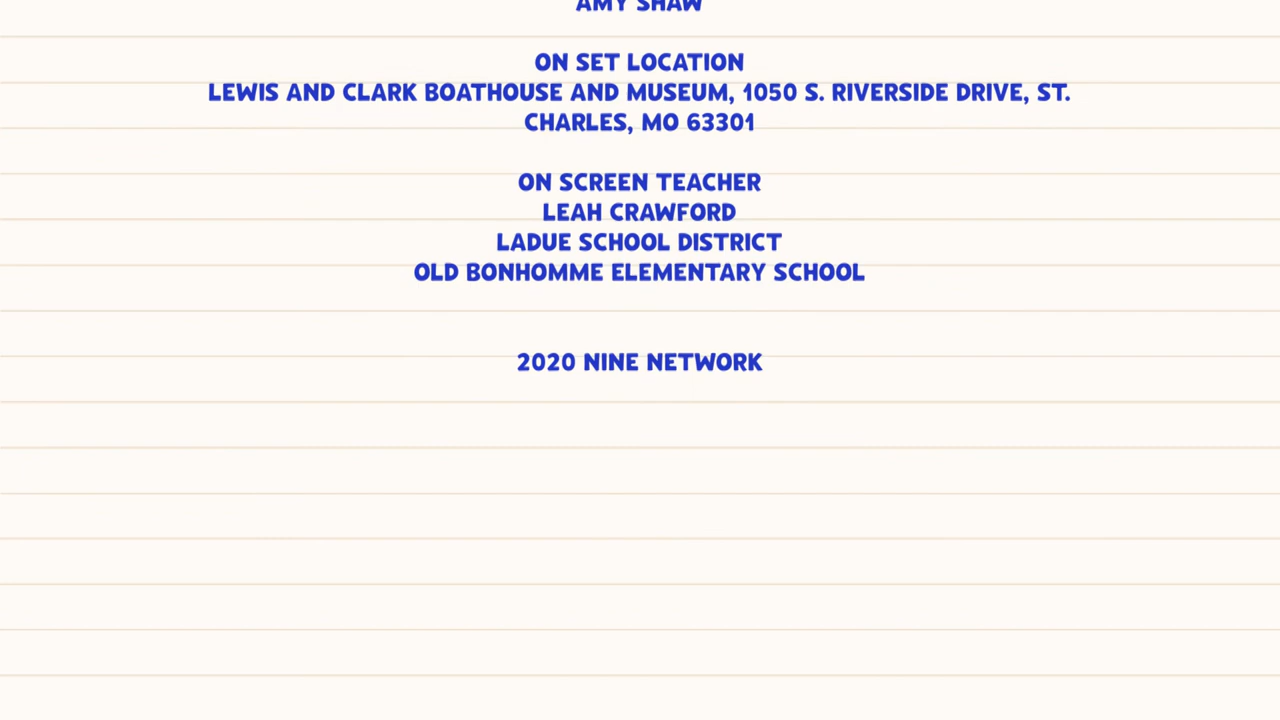 AMY SHAW
ON SET LOCATION
LEWIS AND CLARK BOATHOUSE AND MUSEUM, 1050 S. RIVERSIDE DRIVE, ST.
CHARLES, MO 63301
ON SCREEN TEACHER
LEAH CRAWFORD
LADUE SCHOOL DISTRICT
OLD BONHOMME ELEMENTARY SCHOOL
2020 NINE NETWORK